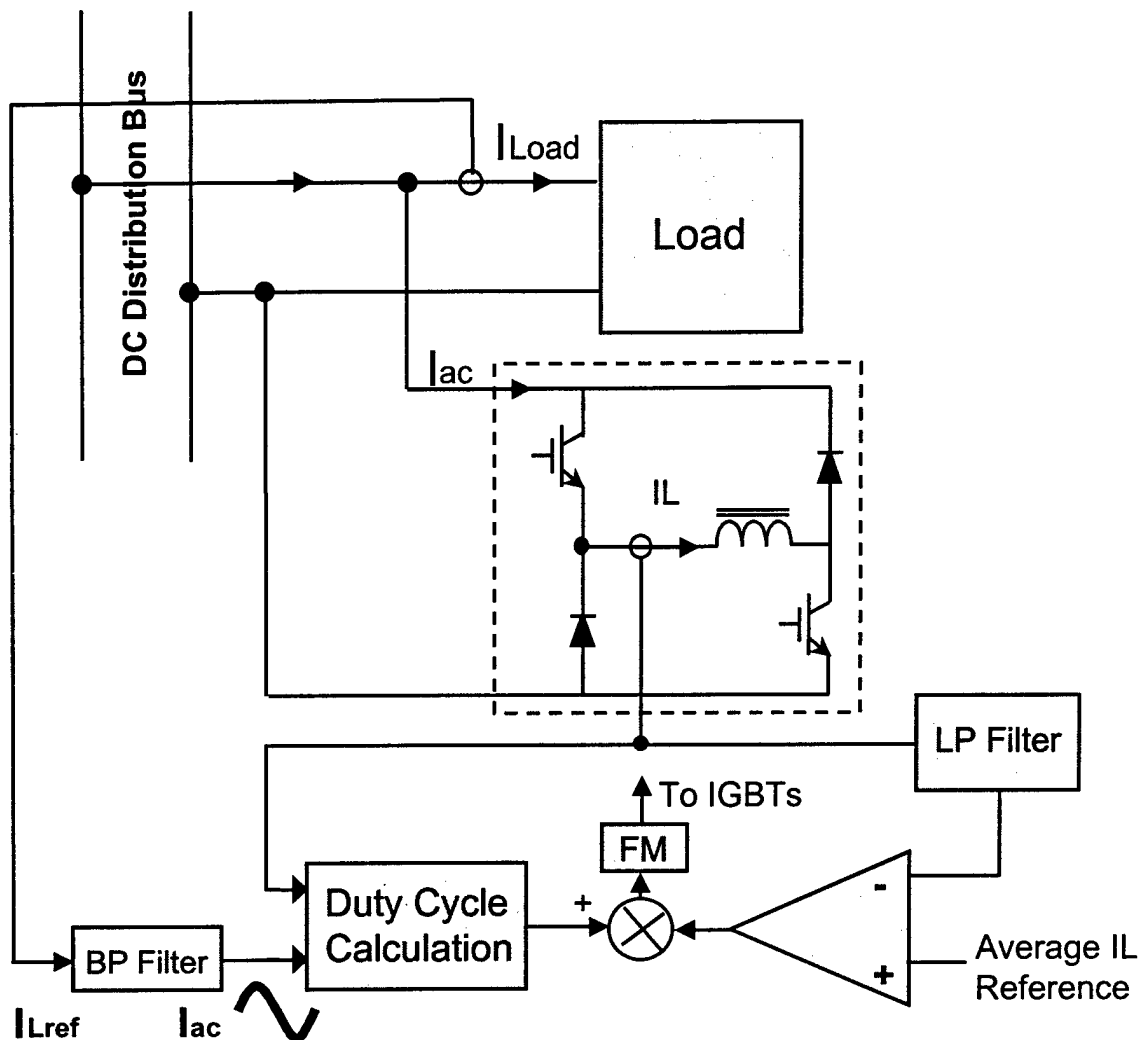 DC Distribution Bus
ILoad
Load
Iac
IL
LP Filter
To IGBTs
FM
Duty Cycle
Calculation
+
-
+
Average IL
Reference
BP Filter
ILref
Iac